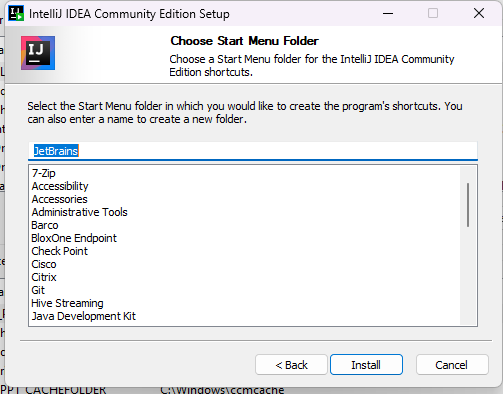 IntelliJ IDEA Community Edition Setup
IJ
Choose Start Menu Folder
Choose a Start Menu folder for the IntelliJ IDEA Community
Edition shortcuts.
Select the Start Menu folder in which you would like to create the program's shortcuts. You
can also enter a name to create a new folder.
JetBrains
7-Zip
Accessibility
Accessories
Administrative Tools
Barco
BloxOne Endpoint
Check Point
Cisco
Citrix
Git
Hive Streaming
Java Development Kit
< Back
Install
Cancel
PPT_CACHEFOLDER C:\Windows\ccmcache